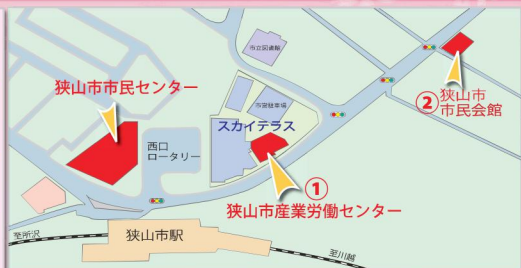 市立図書館
狭山市市民センター
市営駐車場
②狭山市
市民会館
スカイテラス
西口
ロータリー
①
狭山市産業労働センター
至所沢
狭山市駅
至川越